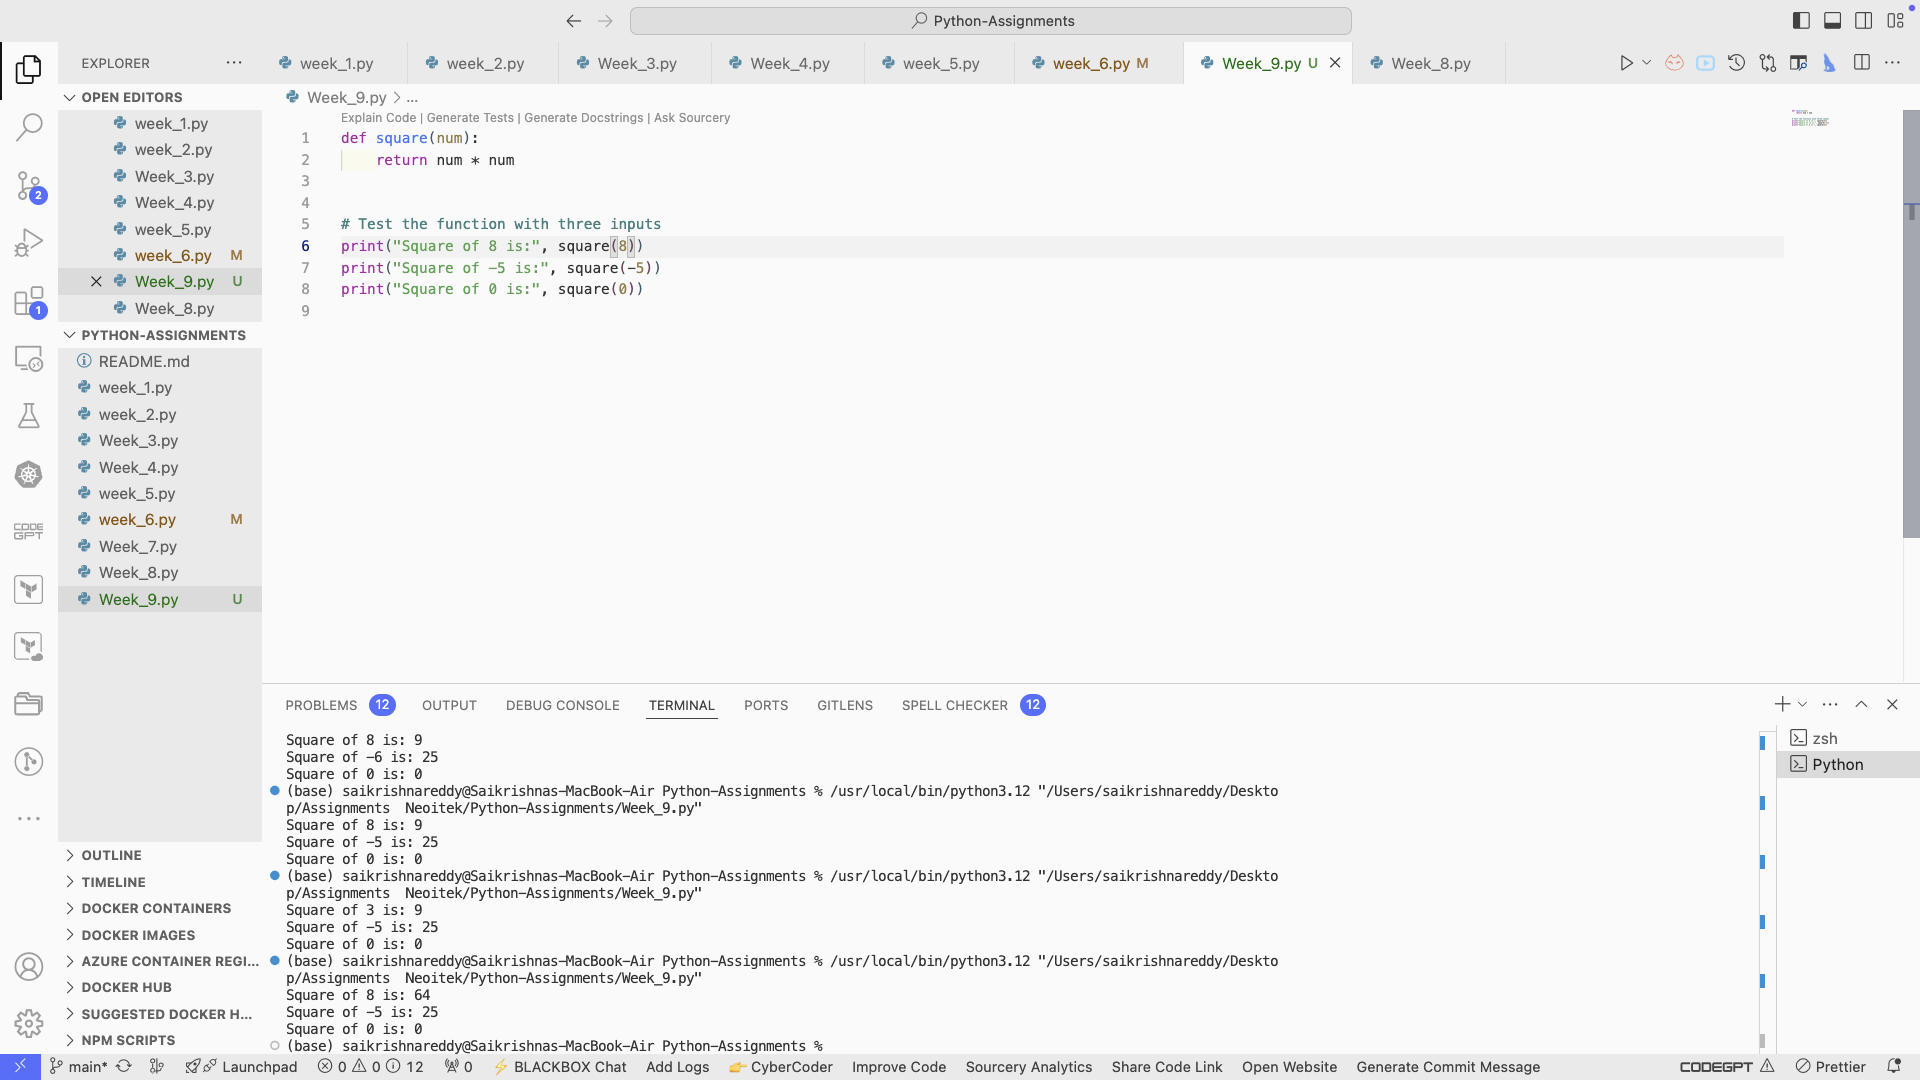 Python-Assignments
EXPLORER
week_1.py
week_2.py
Week_3.py
Week_4.py
week_5.py
week_6.py M
Week_9.py U
Week_8.py
OPEN EDITORS
week_1.py
week_2.py
Week_3.py
Week_4.py
week_5.py
week_6.py M
Week_9.py U
Week_8.py
PYTHON-ASSIGNMENTS
README.md
week_1.py
week_2.py
Week_3.py
Week_4.py
week_5.py
week_6.py M
Week_7.py
Week_8.py
Week_9.py U
OUTLINE
TIMELINE
DOCKER CONTAINERS
DOCKER IMAGES
AZURE CONTAINER REGI...
DOCKER HUB
SUGGESTED DOCKER H...
NPM SCRIPTS
2
1
CODE
GPT
Week_9.py > ...
Explain Code | Generate Tests | Generate Docstrings | Ask Sourcery
1 def square(num):
2 return num * num
3
4
5 # Test the function with three inputs
6 print("Square of 8 is:", square(8))
7 print("Square of -5 is:", square(-5))
8 print("Square of 0 is:", square(0))
9
PROBLEMS 12 OUTPUT DEBUG CONSOLE TERMINAL PORTS GITLENS SPELL CHECKER 12
Square of 8 is: 9
Square of -6 is: 25
Square of 0 is: 0
(base) saikrishnareddy@Saikrishnas-MacBook-Air Python-Assignments % /usr/local/bin/python3.12 "/Users/saikrishnareddy/Deskto
p/Assignments  Neoitek/Python-Assignments/Week_9.py"
Square of 8 is: 9
Square of -5 is: 25
Square of 0 is: 0
(base) saikrishnareddy@Saikrishnas-MacBook-Air Python-Assignments % /usr/local/bin/python3.12 "/Users/saikrishnareddy/Deskto
p/Assignments  Neoitek/Python-Assignments/Week_9.py"
Square of 3 is: 9
Square of -5 is: 25
Square of 0 is: 0
(base) saikrishnareddy@Saikrishnas-MacBook-Air Python-Assignments % /usr/local/bin/python3.12 "/Users/saikrishnareddy/Deskto
p/Assignments  Neoitek/Python-Assignments/Week_9.py"
Square of 8 is: 64
Square of -5 is: 25
Square of 0 is: 0
(base) saikrishnareddy@Saikrishnas-MacBook-Air Python-Assignments %
zsh
Python
main* Launchpad 0 0 12 0 BLACKBOX Chat Add Logs CyberCoder Improve Code Sourcery Analytics Share Code Link Open Website Generate Commit Message CODEGPT Prettier